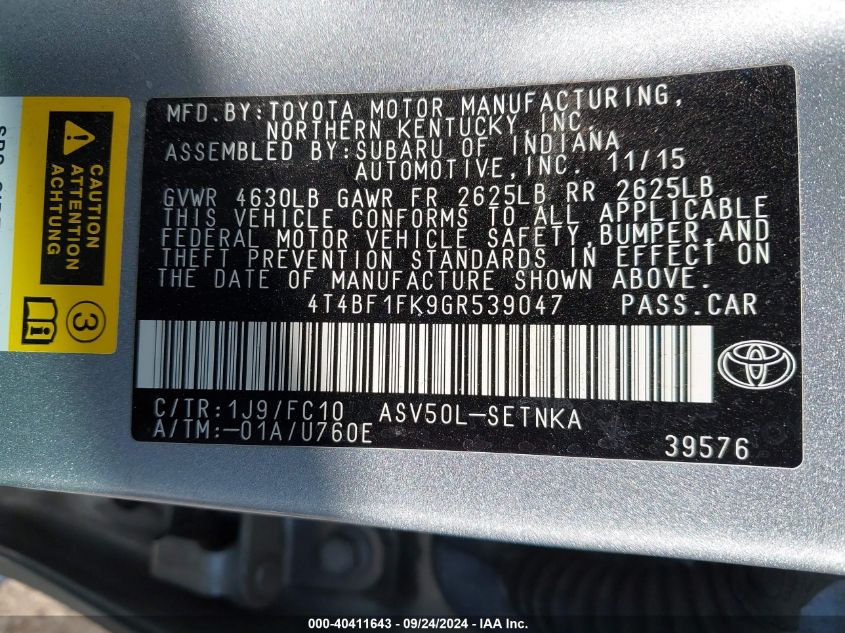 MFD. BY: TOYOTA MOTOR MANUFACTURING,
NORTHERN KENTUCKY, INC.
ASSEMBLED BY: SUBARU OF INDIANA
AUTOMOTIVE, INC. 11/15
GVWR 4630LB GAWR FR 2625LB RR 2625LB
THIS VEHICLE CONFORMS TO ALL APPLICABLE
FEDERAL MOTOR VEHICLE SAFETY, BUMPER, AND
THEFT PREVENTION STANDARDS IN EFFECT ON
THE DATE OF MANUFACTURE SHOWN ABOVE.
4T4BF1FK9GR539047 PASS.CAR
C/TR:1J9/FC10 ASV50L-SETNKA
A/TM:-01A/U760E
39576
CAUTION
ATTENTION
ACHTUNG
3
000-40411643 / 09/24/2024 - IAA Inc.